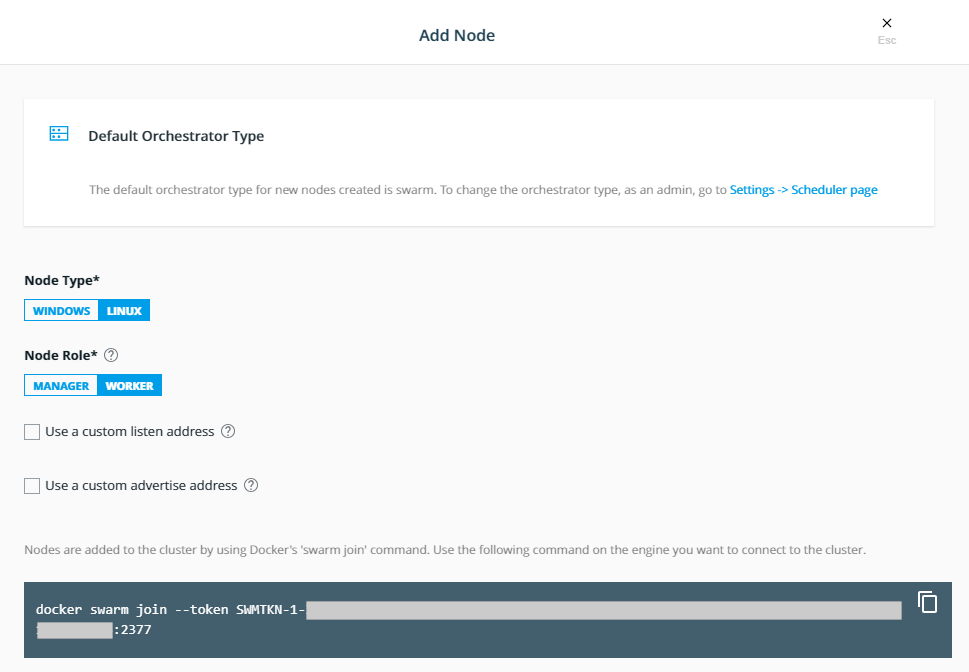 Add Node
Esc
Default Orchestrator Type
The default orchestrator type for new nodes created is swarm. To change the orchestrator type, as an admin, go to Settings -> Scheduler page
Node Type*
WINDOWS LINUX
Node Role* ?
MANAGER WORKER
Use a custom listen address ?
Use a custom advertise address ?
Nodes are added to the cluster by using Docker's 'swarm join' command. Use the following command on the engine you want to connect to the cluster.
docker swarm join --token SWMTKN-1-
:2377